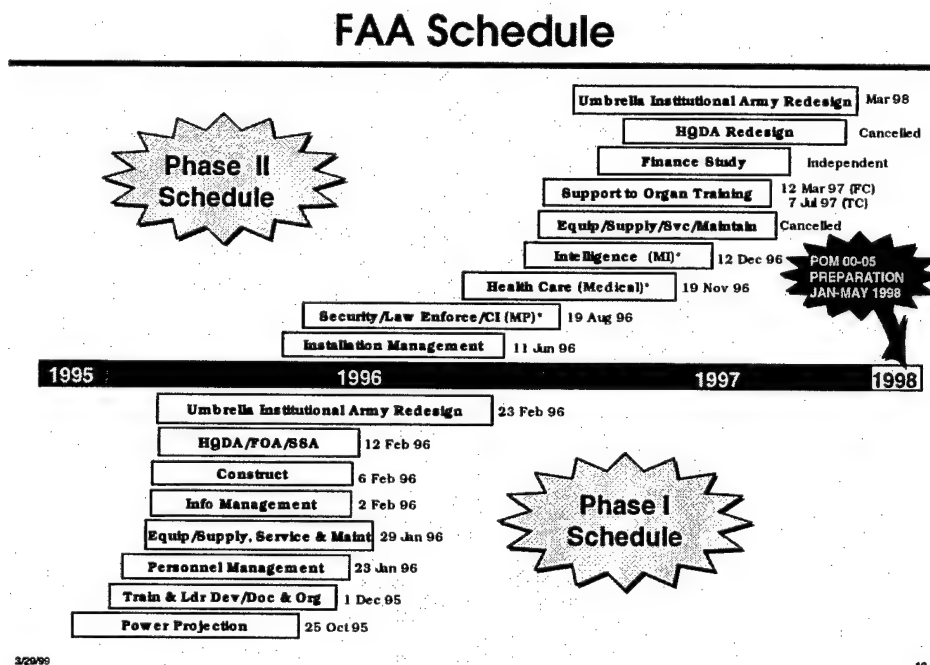 FAA Schedule
Umbrella Institutional Army Redesign Mar 98
HQDA Redesign Cancelled
Finance Study Independent
Support to Organ Training 12 Mar 97 (FC)
7 Jul 97 (TC)
Equip/Supply/Svc/Maintain Cancelled
Intelligence (MI)* 12 Dec 96
Health Care (Medical)* 19 Nov 96
Security/Law Enforce/CI (MP)* 19 Aug 96
Installation Management 11 Jun 96
Phase II
Schedule
POM 00-05
PREPARATION
JAN-MAY 1998
1995 1996 1997 1998
Umbrella Institutional Army Redesign 23 Feb 96
HQDA/FOA/SSA 12 Feb 96
Construct 6 Feb 96
Info Management 2 Feb 96
Equip/Supply, Service & Maint 29 Jan 96
Personnel Management 23 Jan 96
Train & Ldr Dev/Doc & Org 1 Dec 95
Power Projection 25 Oct 95
Phase I
Schedule
3/29/99